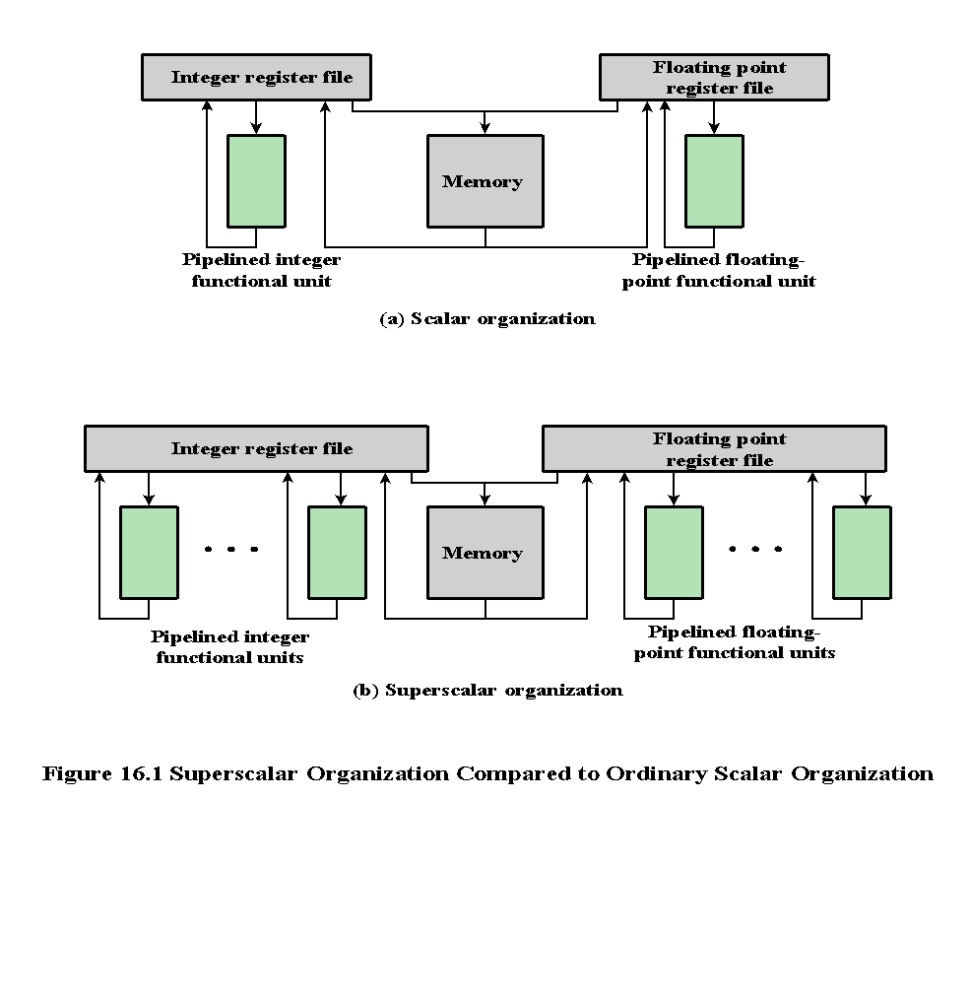 Integer register file
Floating point
register file
Memory
Pipelined integer
functional unit
Pipelined floating-
point functional unit
(a) Scalar organization
Integer register file
Floating point
register file
Memory
Pipelined integer
functional units
Pipelined floating-
point functional units
(b) Superscalar organization
Figure 16.1 Superscalar Organization Compared to Ordinary Scalar Organization